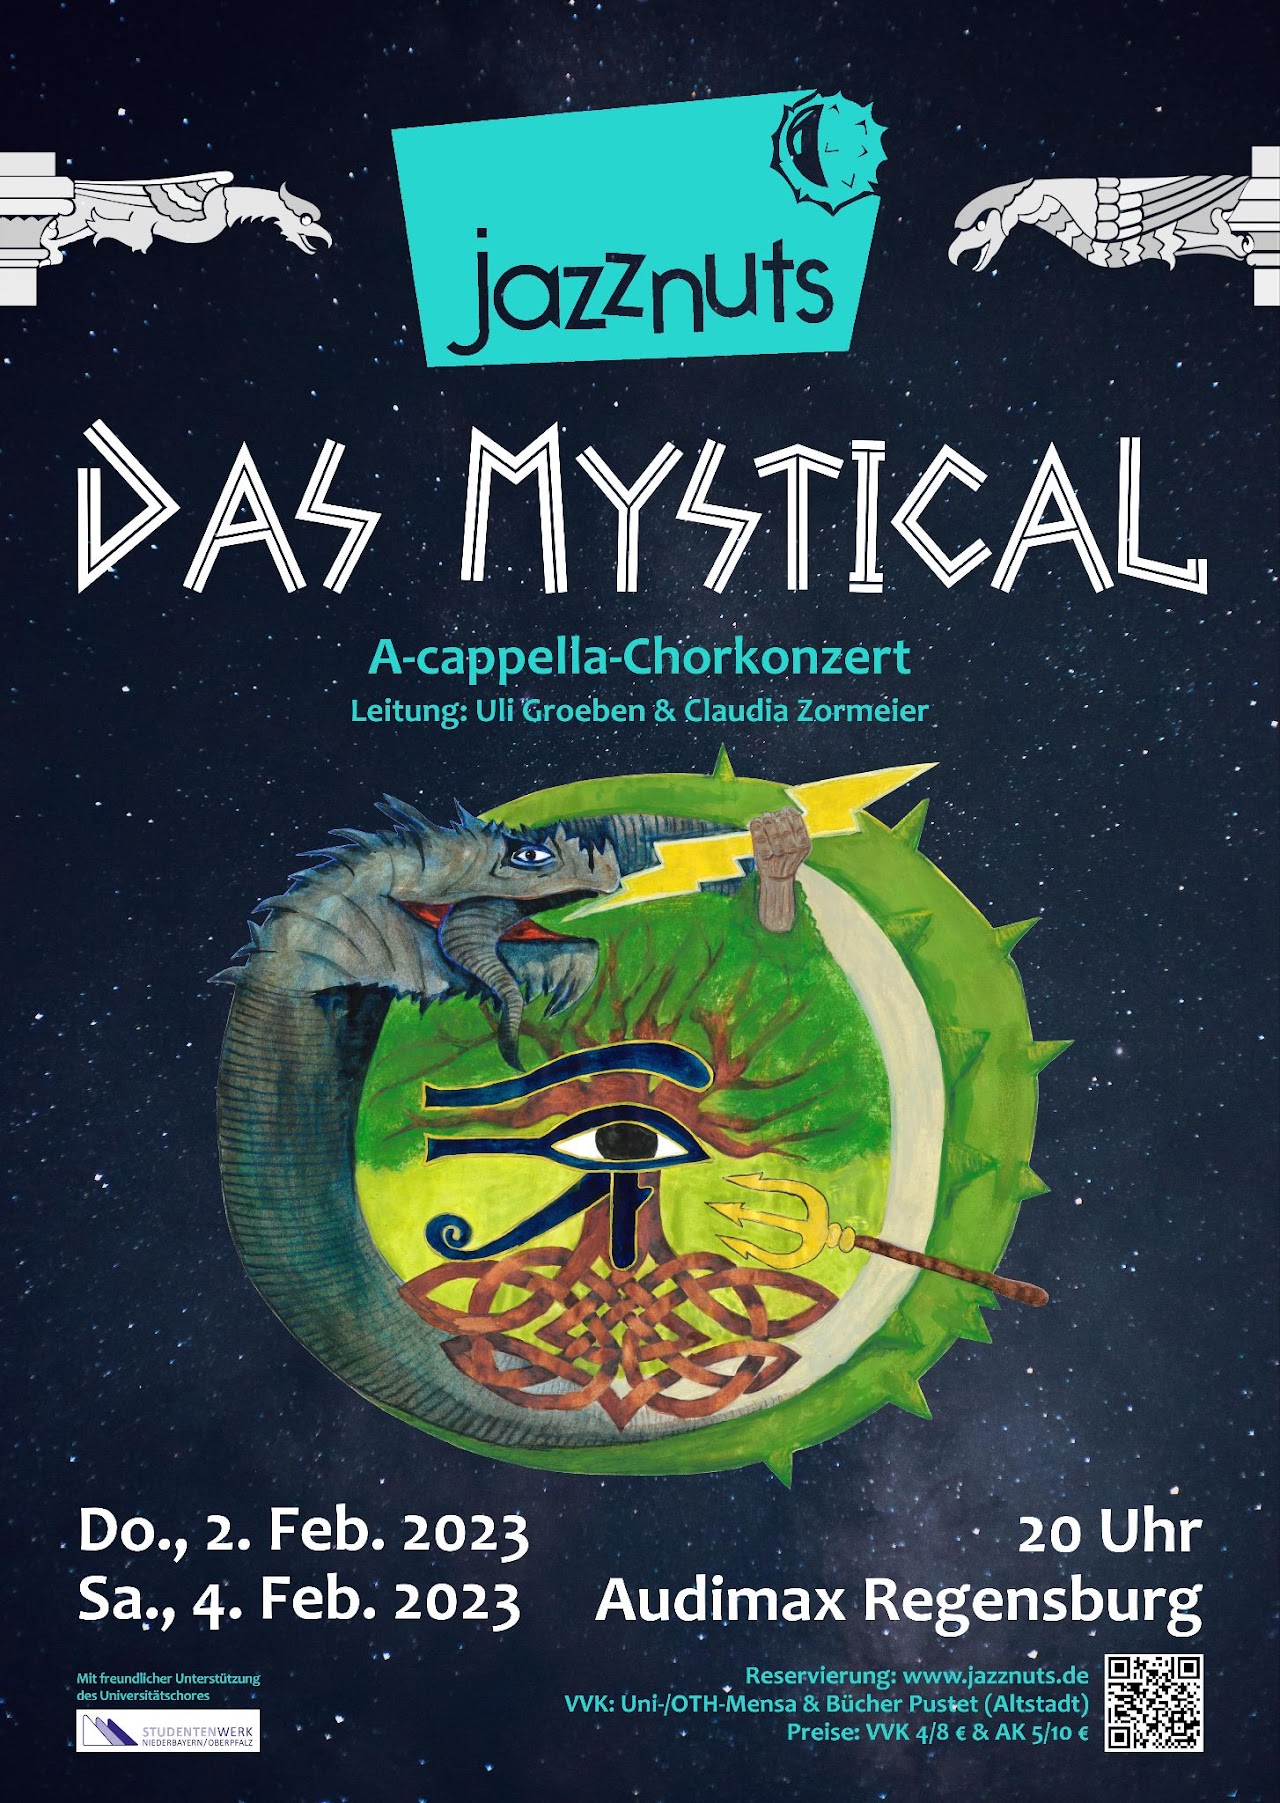 jazznuts
DAS MYSTICAL
A-cappella-Chorkonzert
Leitung: Uli Groeben & Claudia Zormeier
Do., 2. Feb. 2023
Sa., 4. Feb. 2023
20 Uhr
Audimax Regensburg
Mit freundlicher Unterstützung
des Universitätschores
STUDENTENWERK
NIEDERBAYERN/OBERPFALZ
Reservierung: www.jazznuts.de
VVK: Uni-/OTH-Mensa & Bücher Pustet (Altstadt)
Preise: VVK 4/8 € & AK 5/10 €